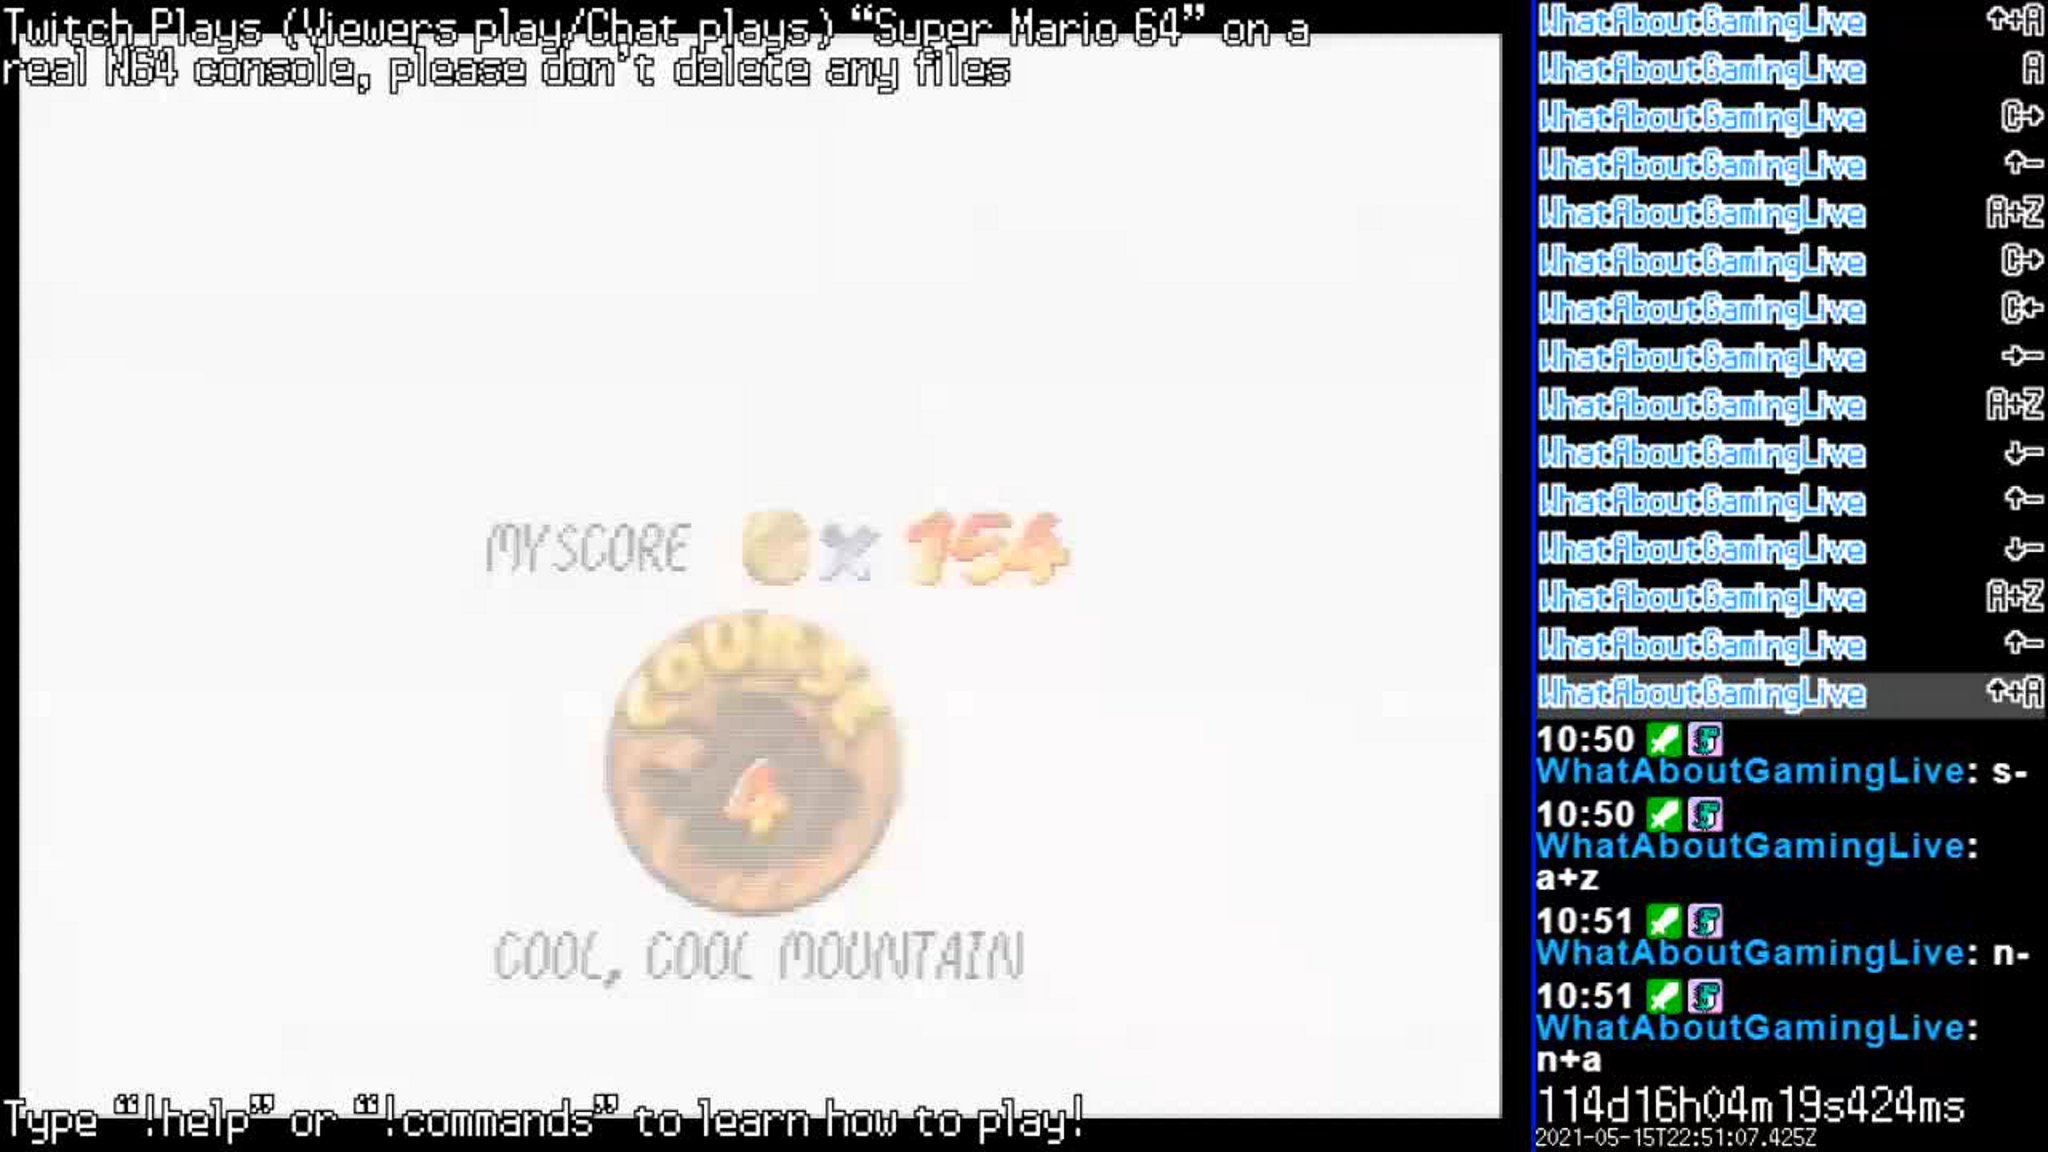 Twitch Plays (Viewers play/Chat plays) “Super Mario 64” on a
real N64 console, please don't delete any files
MY SCORE × 154
COURSE
4
COOL, COOL MOUNTAIN
Type “!help” or “!commands” to learn how to play!
WhatAboutGamingLive ↑+A
WhatAboutGamingLive A
WhatAboutGamingLive C→
WhatAboutGamingLive ↑-
WhatAboutGamingLive A+Z
WhatAboutGamingLive C→
WhatAboutGamingLive C←
WhatAboutGamingLive →-
WhatAboutGamingLive A+Z
WhatAboutGamingLive ↓-
WhatAboutGamingLive ↑-
WhatAboutGamingLive ↓-
WhatAboutGamingLive A+Z
WhatAboutGamingLive ↑-
WhatAboutGamingLive ↑+A
10:50
WhatAboutGamingLive: s-
10:50
WhatAboutGamingLive:
a+z
10:51
WhatAboutGamingLive: n-
10:51
WhatAboutGamingLive:
n+a
114d16h04m19s424ms
2021-05-15T22:51:07.425Z